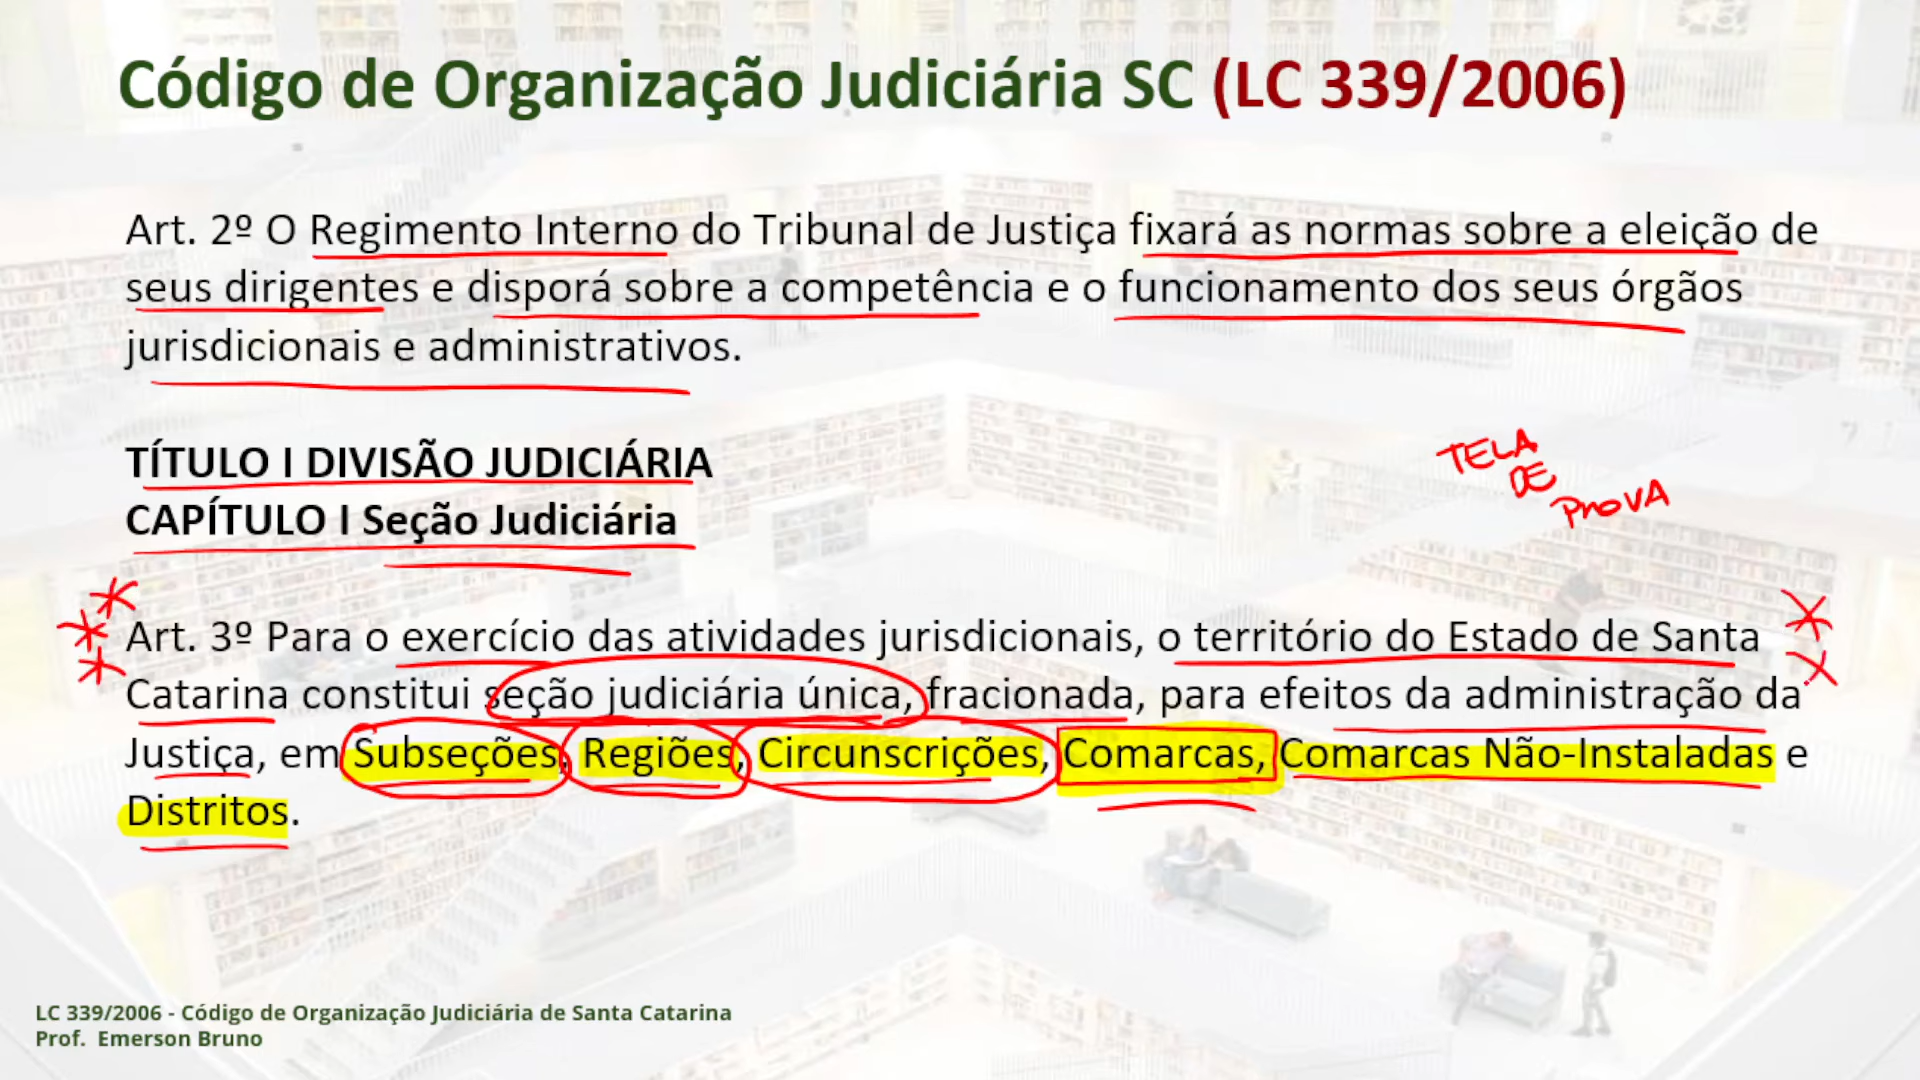 Código de Organização Judiciária SC (LC 339/2006)
Art. 2º O Regimento Interno do Tribunal de Justiça fixará as normas sobre a eleição de
seus dirigentes e disporá sobre a competência e o funcionamento dos seus órgãos
jurisdicionais e administrativos.
TÍTULO I DIVISÃO JUDICIÁRIA
CAPÍTULO I Seção Judiciária
TELA
DE
PROVA
Art. 3º Para o exercício das atividades jurisdicionais, o território do Estado de Santa
Catarina constitui seção judiciária única, fracionada, para efeitos da administração da
Justiça, em Subseções, Regiões, Circunscrições, Comarcas, Comarcas Não-Instaladas e
Distritos.
LC 339/2006 - Código de Organização Judiciária de Santa Catarina
Prof. Emerson Bruno